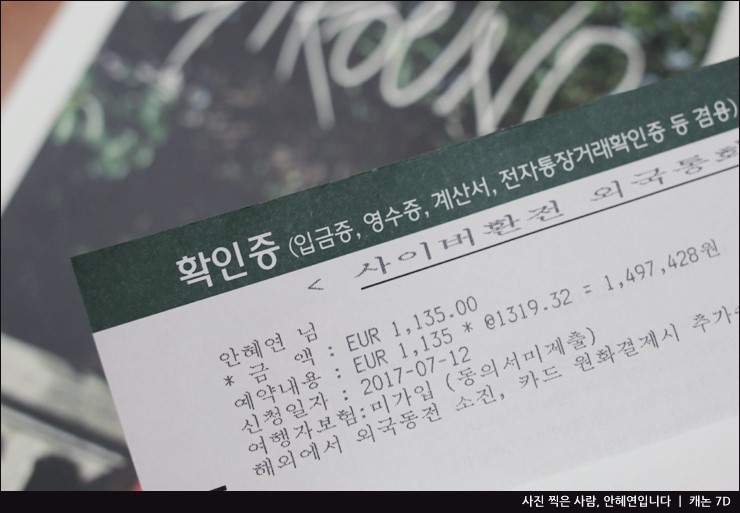 확인증 (입금증, 영수증, 계산서, 전자통장거래확인증 등 겸용)
< 사이버환전 외국통화
안혜연 님
* 금 액 : EUR 1,135.00
예약내용 : EUR 1,135 * @1319.32 = 1,497,428원
신청일자 : 2017-07-12
여행자보험:미가입 (동의서미제출)
해외에서 외국동전 소진, 카드 원화결제시 추가수
사진 찍은 사람, 안혜연입니다 | 캐논 7D